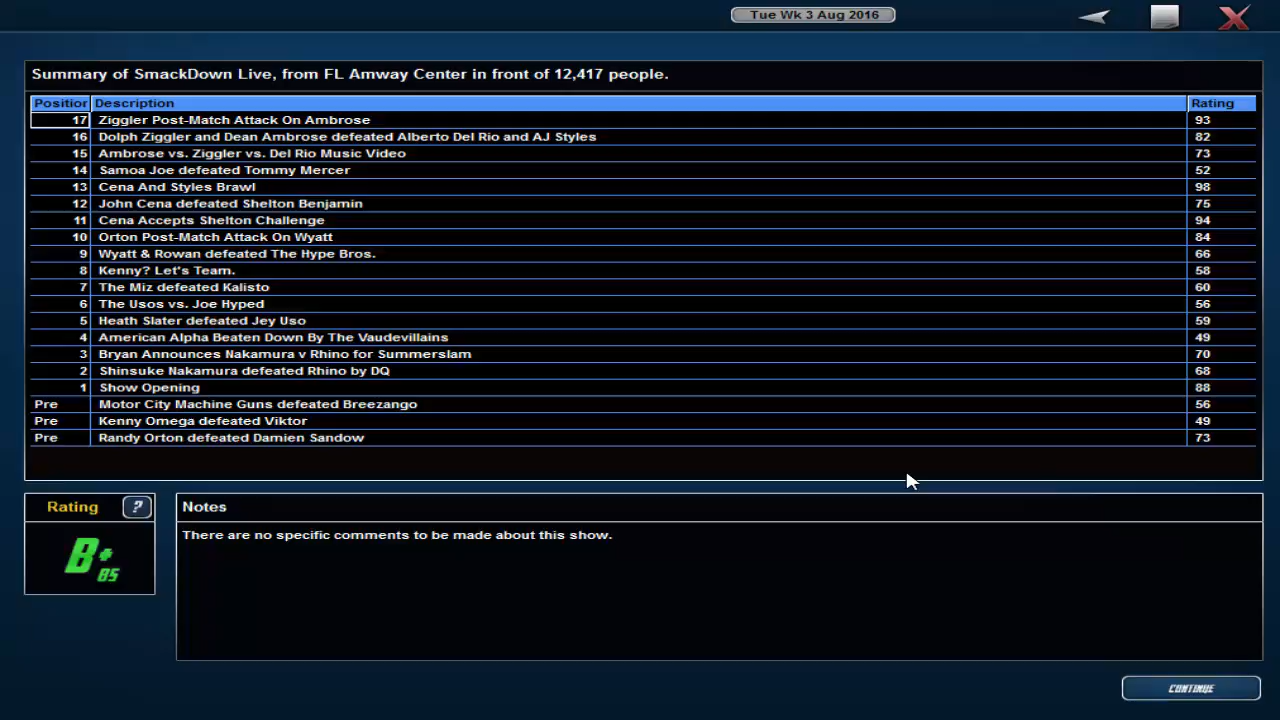 Tue Wk 3 Aug 2016
Summary of SmackDown Live, from FL Amway Center in front of 12,417 people.
Position Description Rating
17 Ziggler Post-Match Attack On Ambrose 93
16 Dolph Ziggler and Dean Ambrose defeated Alberto Del Rio and AJ Styles 82
15 Ambrose vs. Ziggler vs. Del Rio Music Video 73
14 Samoa Joe defeated Tommy Mercer 52
13 Cena And Styles Brawl 98
12 John Cena defeated Shelton Benjamin 75
11 Cena Accepts Shelton Challenge 94
10 Orton Post-Match Attack On Wyatt 84
9 Wyatt & Rowan defeated The Hype Bros. 66
8 Kenny? Let's Team. 58
7 The Miz defeated Kalisto 60
6 The Usos vs. Joe Hyped 56
5 Heath Slater defeated Jey Uso 59
4 American Alpha Beaten Down By The Vaudevillains 49
3 Bryan Announces Nakamura v Rhino for Summerslam 70
2 Shinsuke Nakamura defeated Rhino by DQ 68
1 Show Opening 88
Pre Motor City Machine Guns defeated Breezango 56
Pre Kenny Omega defeated Viktor 49
Pre Randy Orton defeated Damien Sandow 73
Rating ? Notes
There are no specific comments to be made about this show.
B+
85
CONTINUE